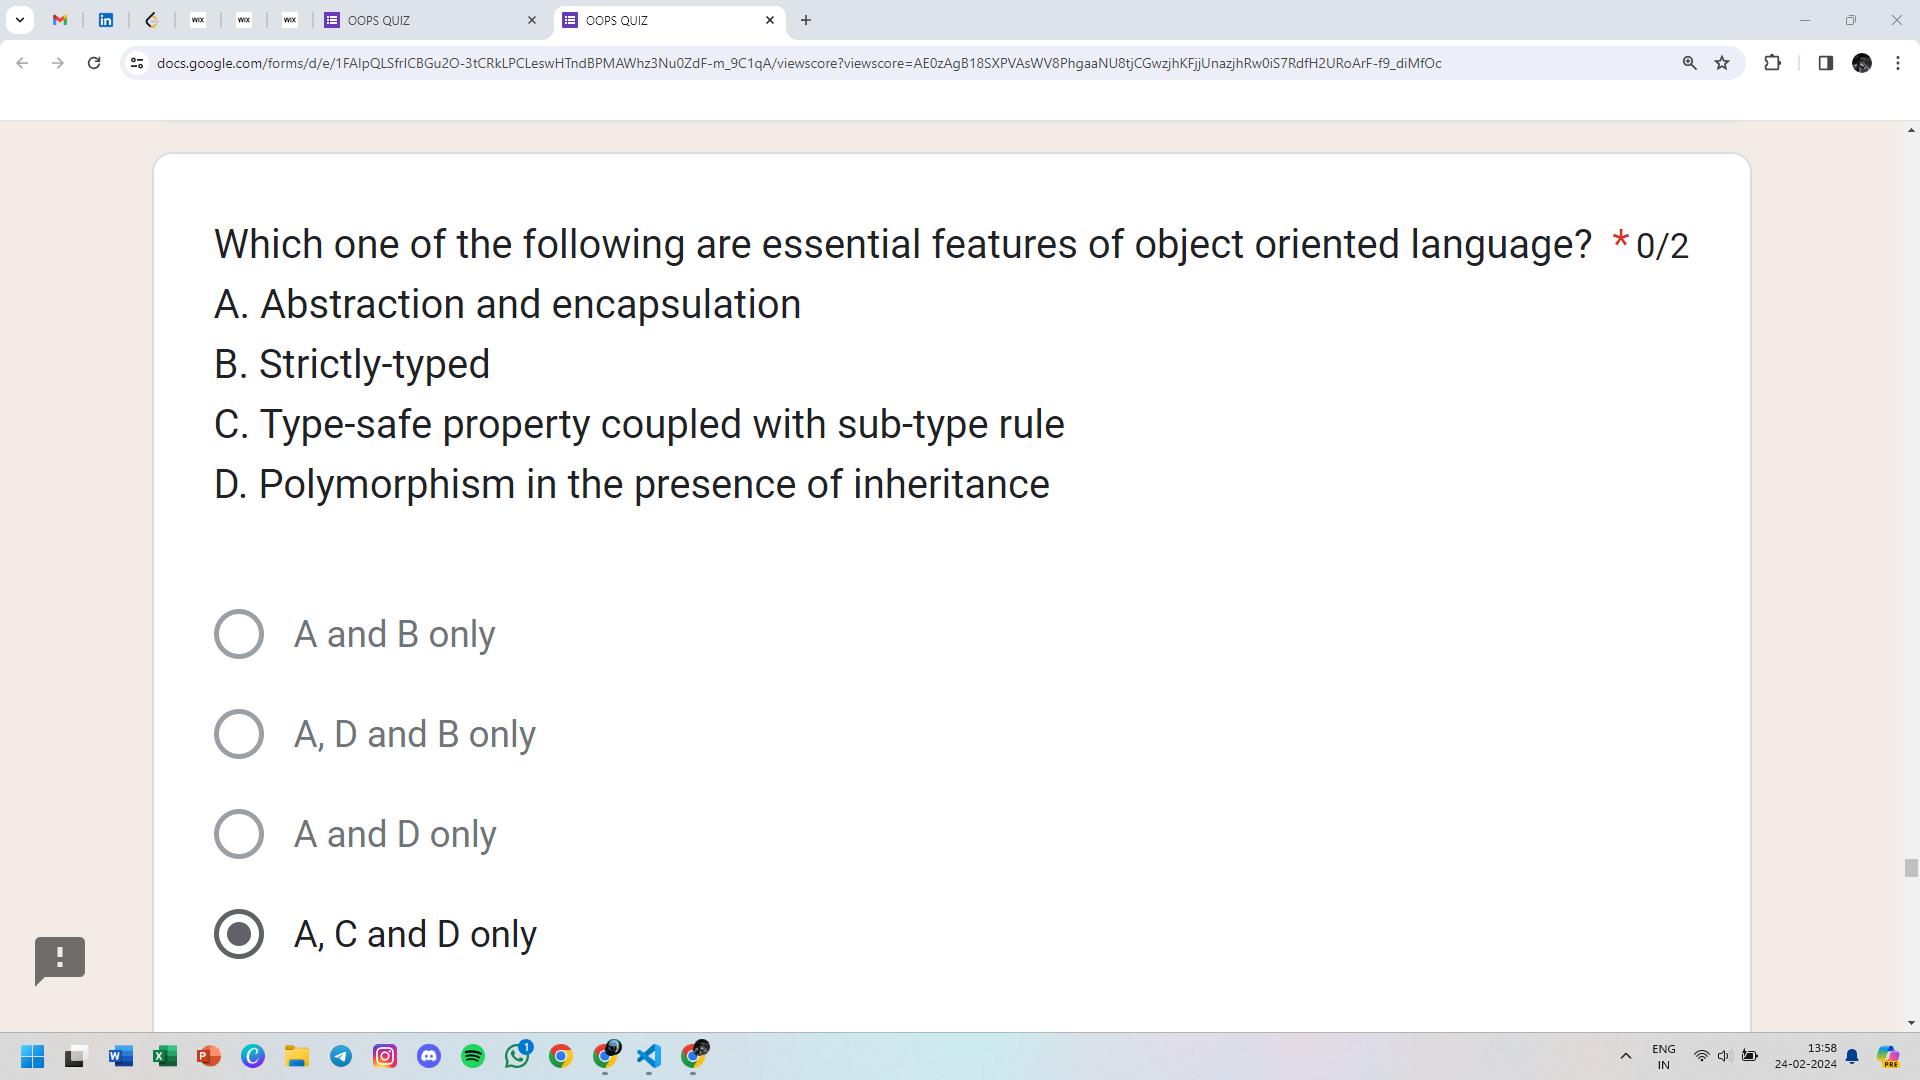 OOPS QUIZ
OOPS QUIZ
docs.google.com/forms/d/e/1FAIpQLSfrICBGu2O-3tCRkLPCLeswHTndBPMAWhz3Nu0ZdF-m_9C1qA/viewscore?viewscore=AE0zAgB18SXPVAsWV8PhgaaNU8tjCGwzjhKFjjUnazjhRw0iS7RdfH2URoArF-f9_diMfOc
Which one of the following are essential features of object oriented language? * 0/2
A. Abstraction and encapsulation
B. Strictly-typed
C. Type-safe property coupled with sub-type rule
D. Polymorphism in the presence of inheritance
A and B only
A, D and B only
A and D only
A, C and D only
ENG
IN
13:58
24-02-2024